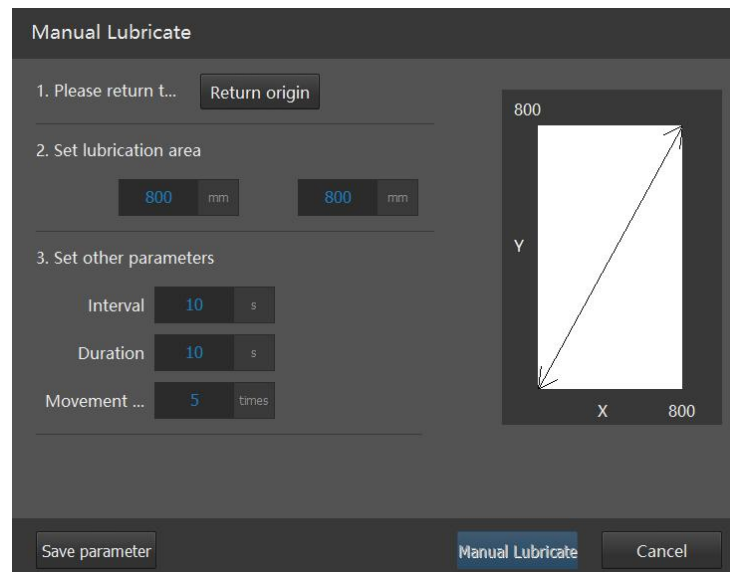 Manual Lubricate
1. Please return t... Return origin
2. Set lubrication area
800 mm 800 mm
3. Set other parameters
Interval 10 s
Duration 10 s
Movement ... 5 times
800
Y
X 800
Save parameter Manual Lubricate Cancel